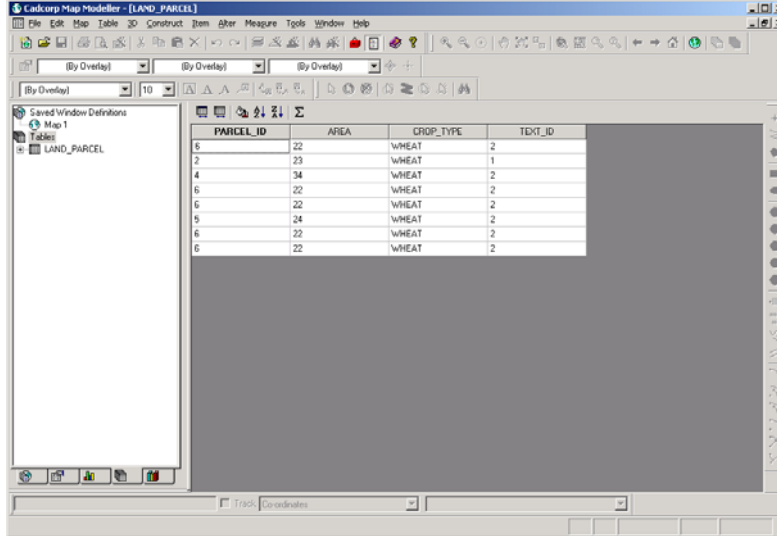 Cadcorp Map Modeller - [LAND_PARCEL]
File Edit Map Table 3D Construct Item Alter Measure Tools Window Help
(By Overlay) (By Overlay) (By Overlay)
(By Overlay) 10
Saved Window Definitions
Map 1
Tables
LAND_PARCEL
PARCEL_ID AREA CROP_TYPE TEXT_ID
6 22 WHEAT 2
2 23 WHEAT 1
4 34 WHEAT 2
6 22 WHEAT 2
6 22 WHEAT 2
5 24 WHEAT 2
6 22 WHEAT 2
6 22 WHEAT 2
Track Co-ordinates